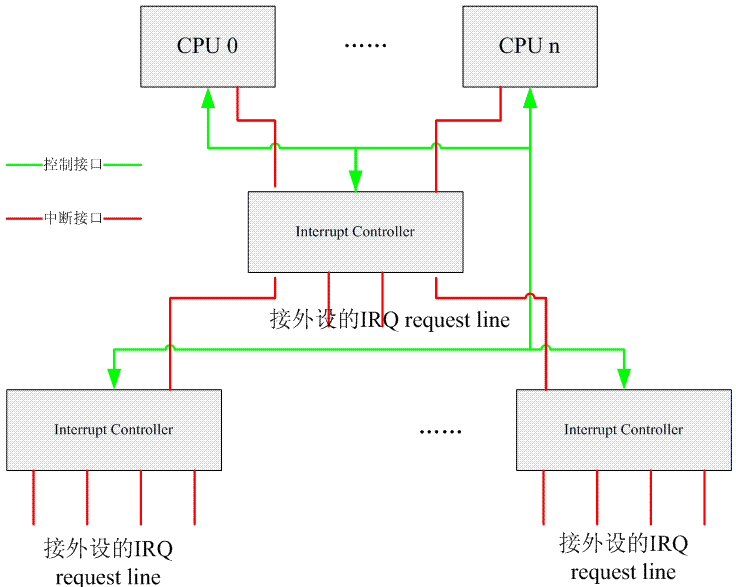 CPU 0
……
CPU n
控制接口
中断接口
Interrupt Controller
接外设的IRQ request line
Interrupt Controller
……
Interrupt Controller
接外设的IRQ
request line
接外设的IRQ
request line